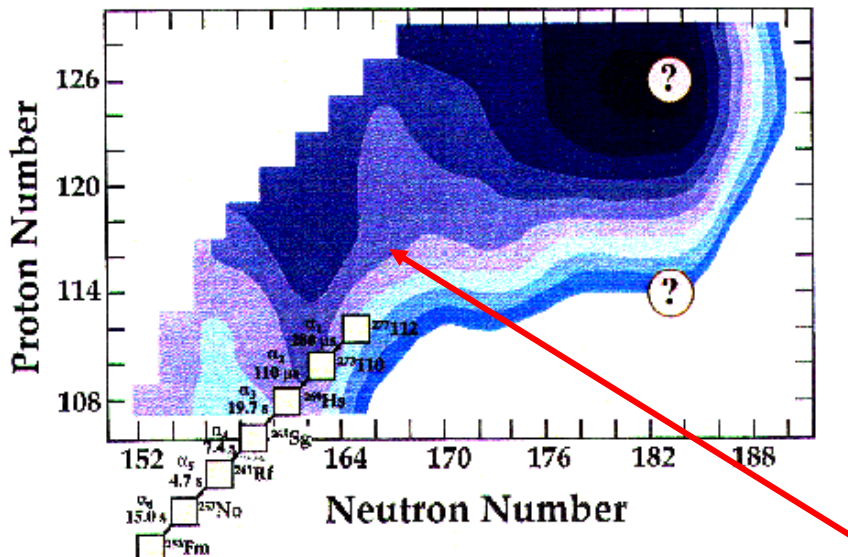 Proton Number
126
120
114
108
?
?
α₁ ²⁷⁷112
280 μs
α₂ ²⁷³110
110 μs
α₃ ²⁶⁹Hs
19.7 s
α₄
7.4 s
α₅ ²⁶¹Rf
4.7 s
α₆ ²⁵⁷No
15.0 s
²⁵³Fm
152
164
170
176
182
188
Neutron Number